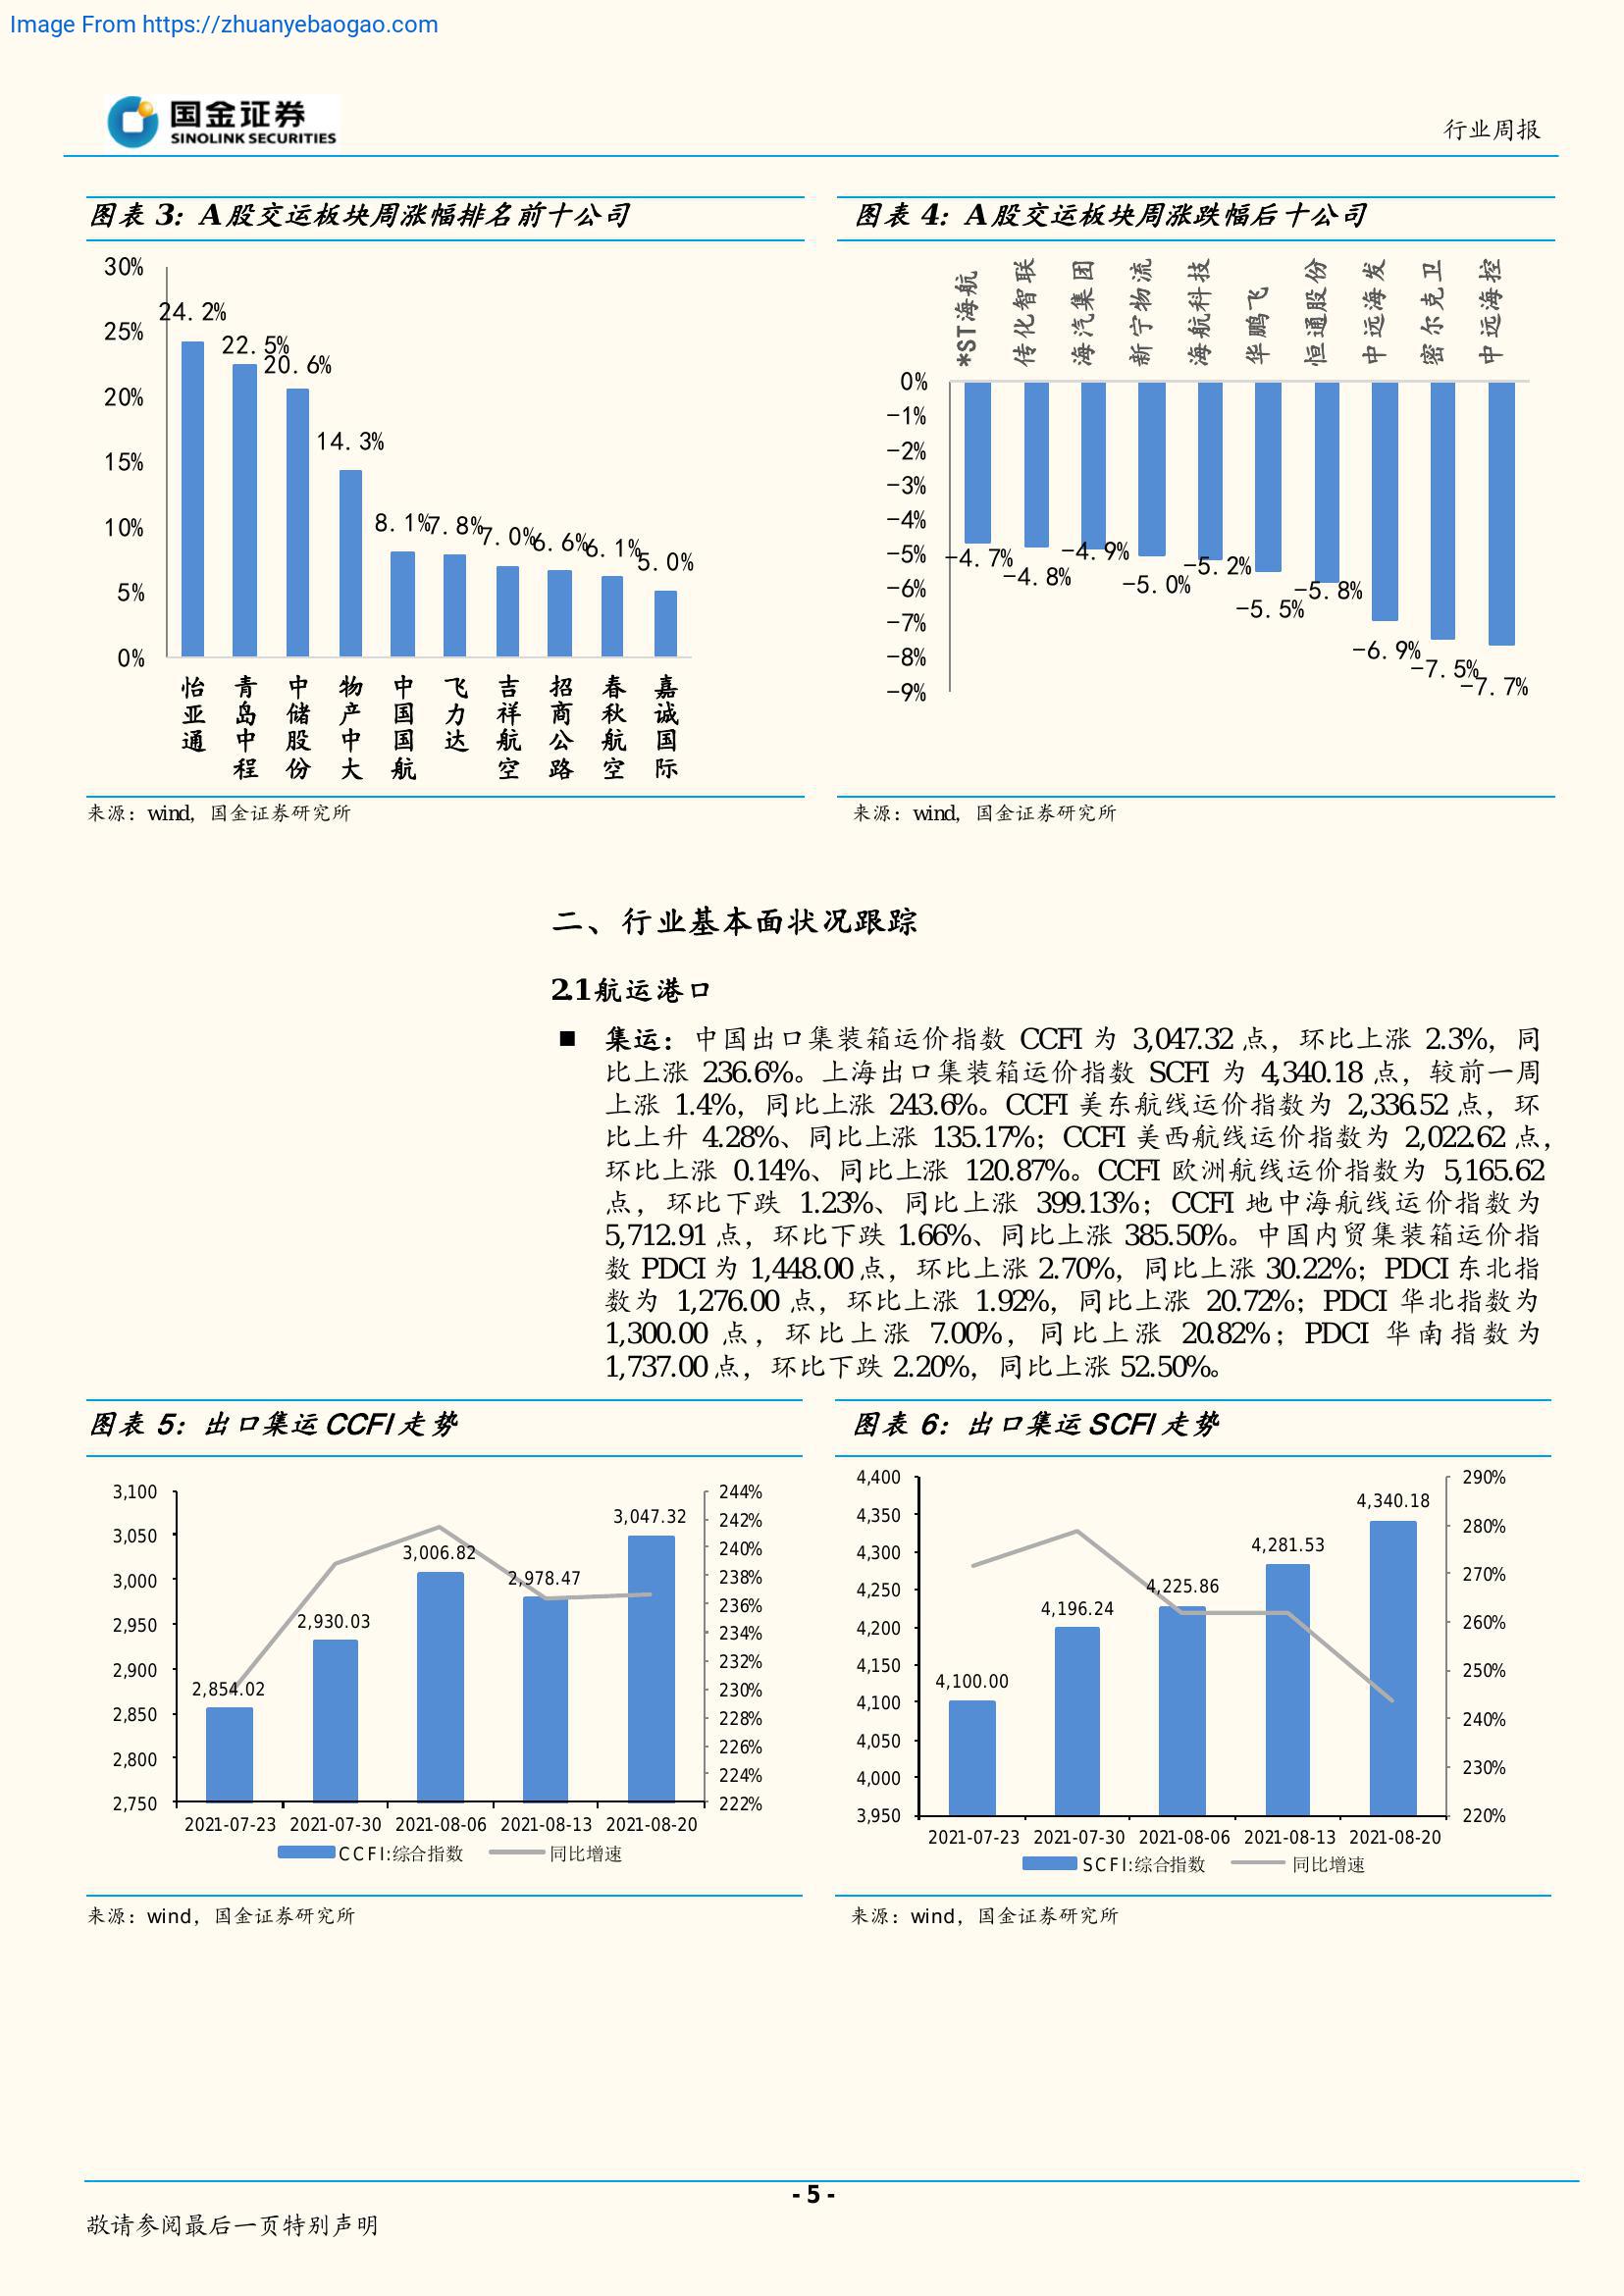 Image From https://zhuanyebaogao.com
国金证券
SINOLINK SECURITIES
行业周报
图表 3：A 股交运板块周涨幅排名前十公司
30%
25%
20%
15%
10%
5%
0%
24.2%
22.5%
20.6%
14.3%
8.1%
7.8%
7.0%
6.6%
6.1%
5.0%
怡亚通
青岛中程
中储股份
物产中大
中国国航
飞力达
吉祥航空
招商公路
春秋航空
嘉诚国际
来源：wind，国金证券研究所
图表 4：A 股交运板块周涨跌幅后十公司
*ST海航
传化智联
海汽集团
新宁物流
海航科技
华鹏飞
恒通股份
中远海发
密尔克卫
中远海控
0%
-1%
-2%
-3%
-4%
-5%
-6%
-7%
-8%
-9%
-4.7%
-4.8%
-4.9%
-5.0%
-5.2%
-5.5%
-5.8%
-6.9%
-7.5%
-7.7%
来源：wind，国金证券研究所
二、行业基本面状况跟踪
2.1航运港口
■ 集运：中国出口集装箱运价指数 CCFI 为 3,047.32 点，环比上涨 2.3%，同
比上涨 236.6%。上海出口集装箱运价指数 SCFI 为 4,340.18 点，较前一周
上涨 1.4%，同比上涨 243.6%。CCFI 美东航线运价指数为 2,336.52 点，环
比上升 4.28%、同比上涨 135.17%；CCFI 美西航线运价指数为 2,022.62 点，
环比上涨 0.14%、同比上涨 120.87%。CCFI 欧洲航线运价指数为 5,165.62
点，环比下跌 1.23%、同比上涨 399.13%；CCFI 地中海航线运价指数为
5,712.91 点，环比下跌 1.66%、同比上涨 385.50%。中国内贸集装箱运价指
数 PDCI 为 1,448.00 点，环比上涨 2.70%，同比上涨 30.22%；PDCI 东北指
数为 1,276.00 点，环比上涨 1.92%，同比上涨 20.72%；PDCI 华北指数为
1,300.00 点，环比上涨 7.00%，同比上涨 20.82%；PDCI 华南指数为
1,737.00 点，环比下跌 2.20%，同比上涨 52.50%。
图表 5：出口集运 CCFI 走势
3,100
3,050
3,000
2,950
2,900
2,850
2,800
2,750
2,854.02
2,930.03
3,006.82
2,978.47
3,047.32
244%
242%
240%
238%
236%
234%
232%
230%
228%
226%
224%
222%
2021-07-23 2021-07-30 2021-08-06 2021-08-13 2021-08-20
CCFI:综合指数 同比增速
来源：wind，国金证券研究所
图表 6：出口集运 SCFI 走势
4,400
4,350
4,300
4,250
4,200
4,150
4,100
4,050
4,000
3,950
4,100.00
4,196.24
4,225.86
4,281.53
4,340.18
290%
280%
270%
260%
250%
240%
230%
220%
2021-07-23 2021-07-30 2021-08-06 2021-08-13 2021-08-20
SCFI:综合指数 同比增速
来源：wind，国金证券研究所
- 5 -
敬请参阅最后一页特别声明